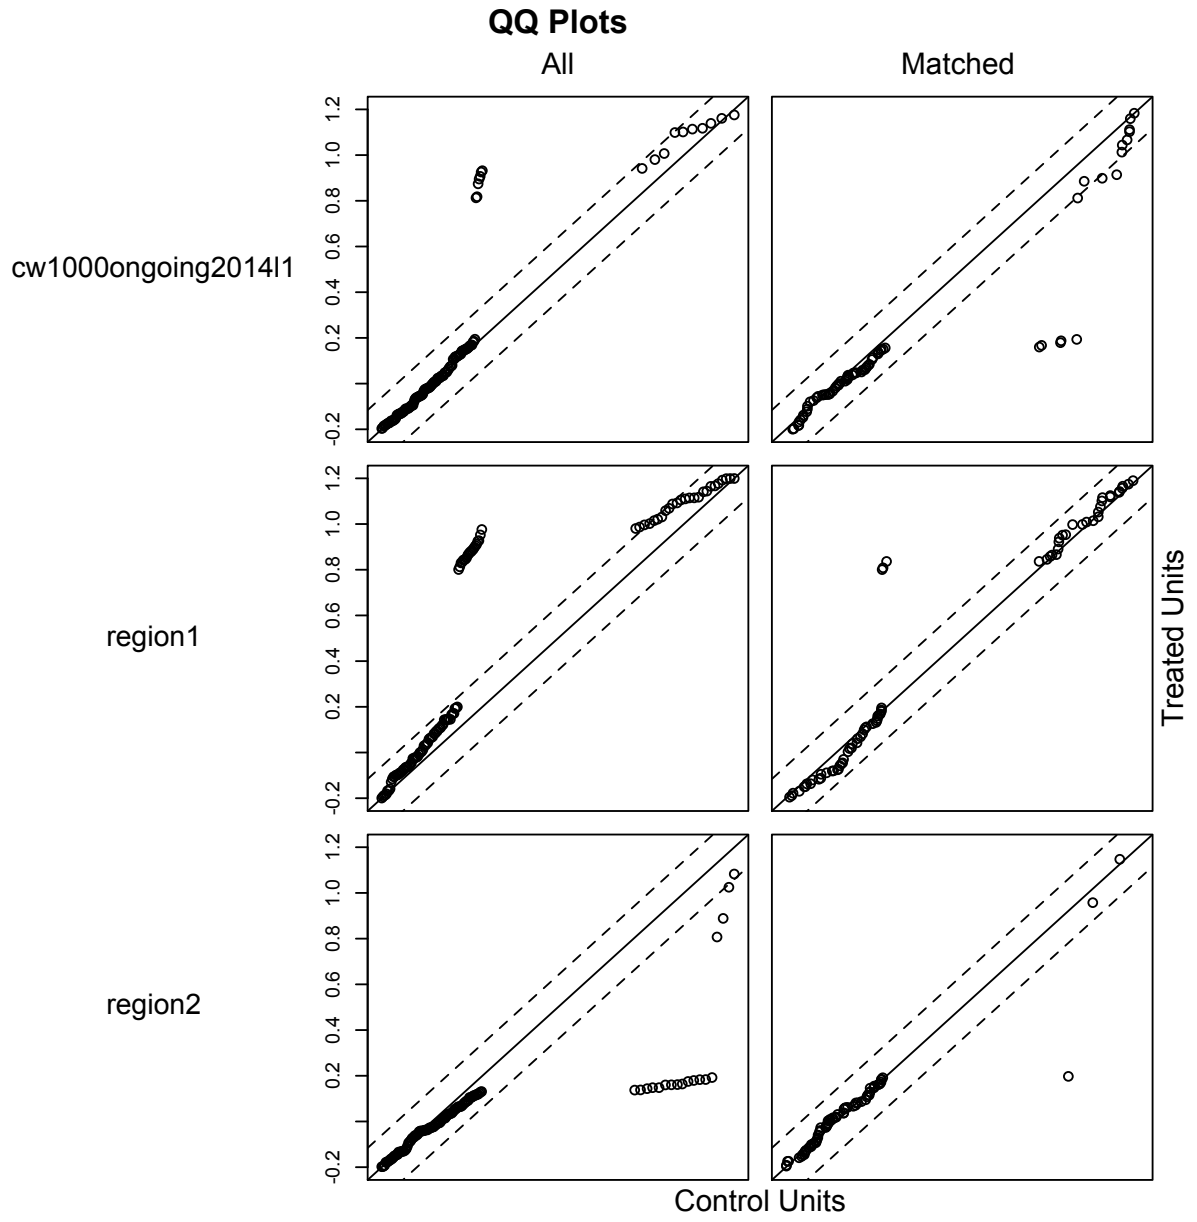 QQ Plots
All Matched
cw1000ongoing2014l1
-0.2 0.2 0.4 0.6 0.8 1.0 1.2
region1
-0.2 0.2 0.4 0.6 0.8 1.0 1.2
region2
-0.2 0.2 0.4 0.6 0.8 1.0 1.2
Treated Units
Control Units